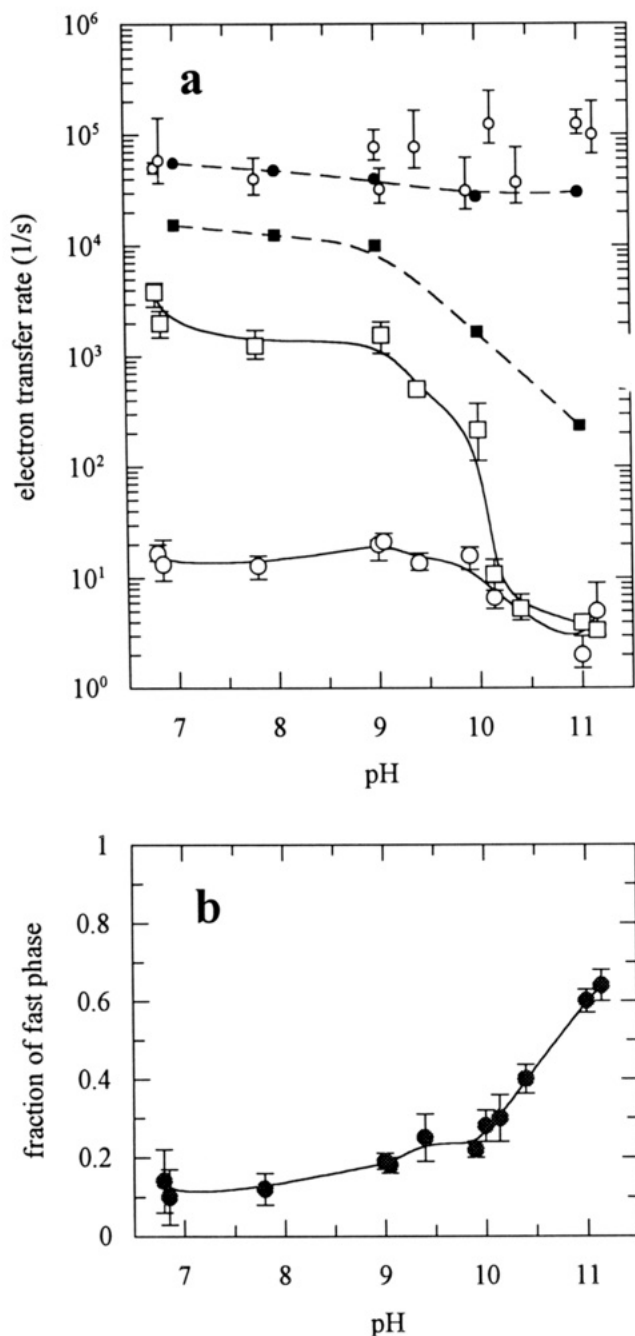 a
10⁶
10⁵
10⁴
10³
10²
10¹
10⁰
electron transfer rate (1/s)
7 8 9 10 11
pH
b
1
0.8
0.6
0.4
0.2
0
fraction of fast phase
7 8 9 10 11
pH